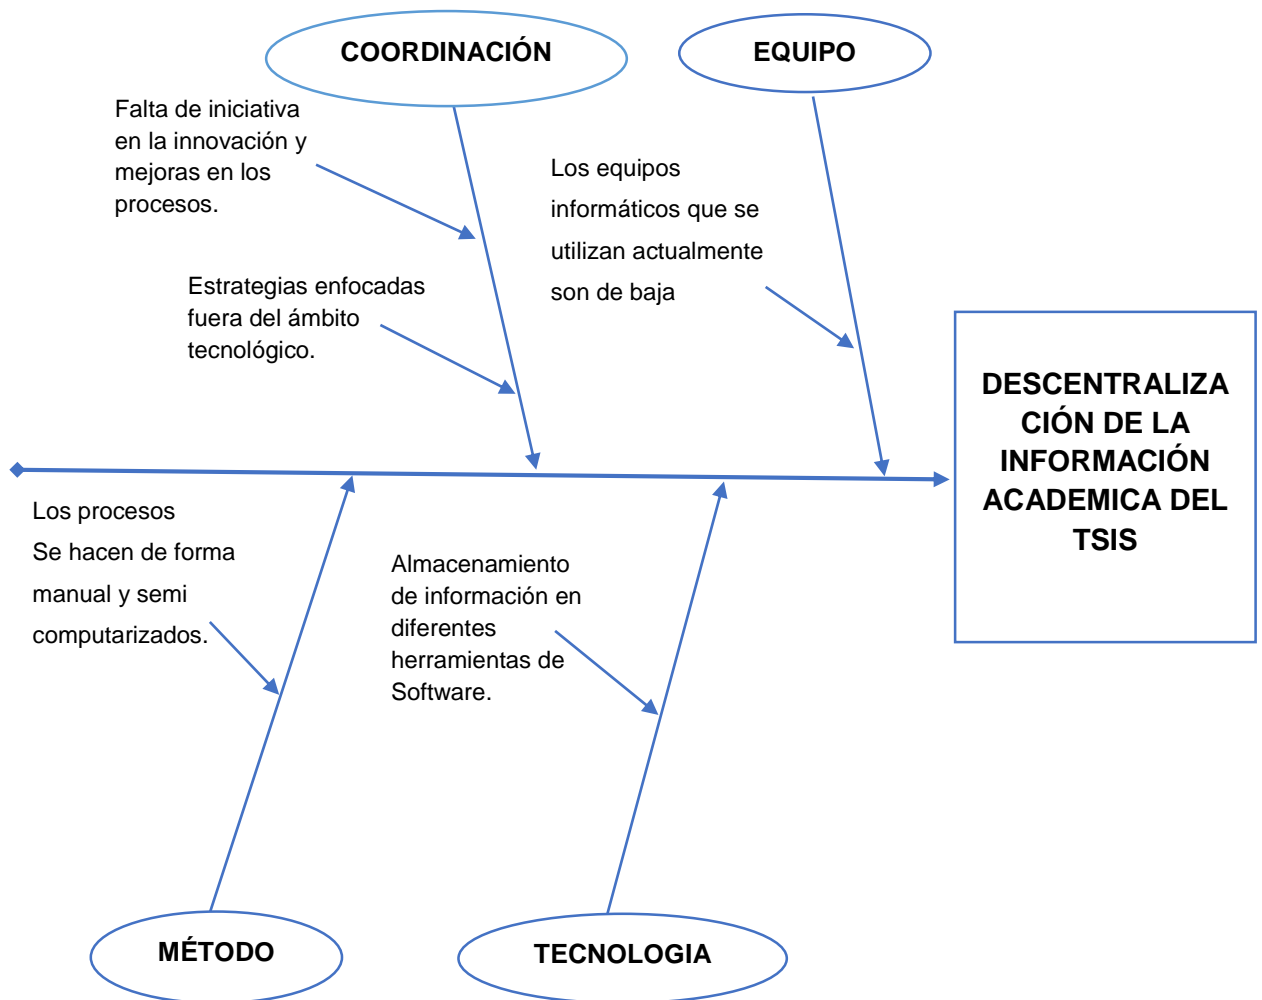 COORDINACIÓN
EQUIPO
Falta de iniciativa
en la innovación y
mejoras en los
procesos.
Los equipos
informáticos que se
utilizan actualmente
son de baja
Estrategias enfocadas
fuera del ámbito
tecnológico.
DESCENTRALIZA
CIÓN DE LA
INFORMACIÓN
ACADEMICA DEL
TSIS
Los procesos
Se hacen de forma
manual y semi
computarizados.
Almacenamiento
de información en
diferentes
herramientas de
Software.
MÉTODO
TECNOLOGIA